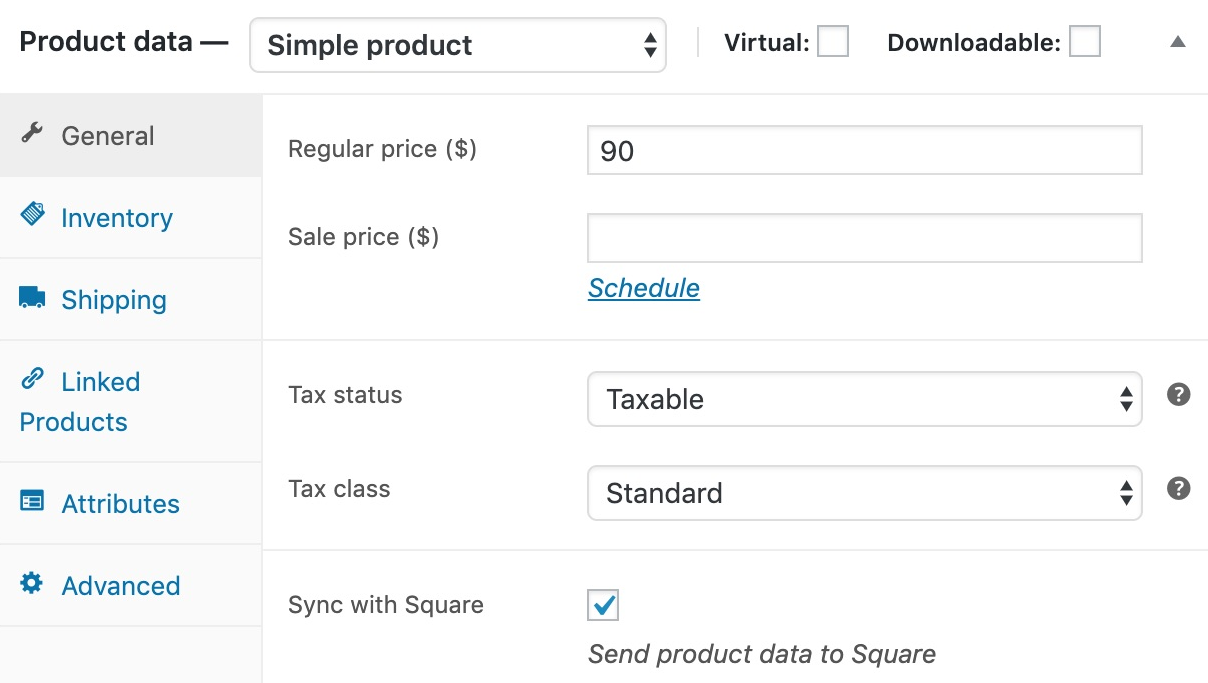 Product data — Simple product Virtual: Downloadable:
General
Inventory
Shipping
Linked
Products
Attributes
Advanced
Regular price ($) 90
Sale price ($)
Schedule
Tax status Taxable ?
Tax class Standard ?
Sync with Square
Send product data to Square